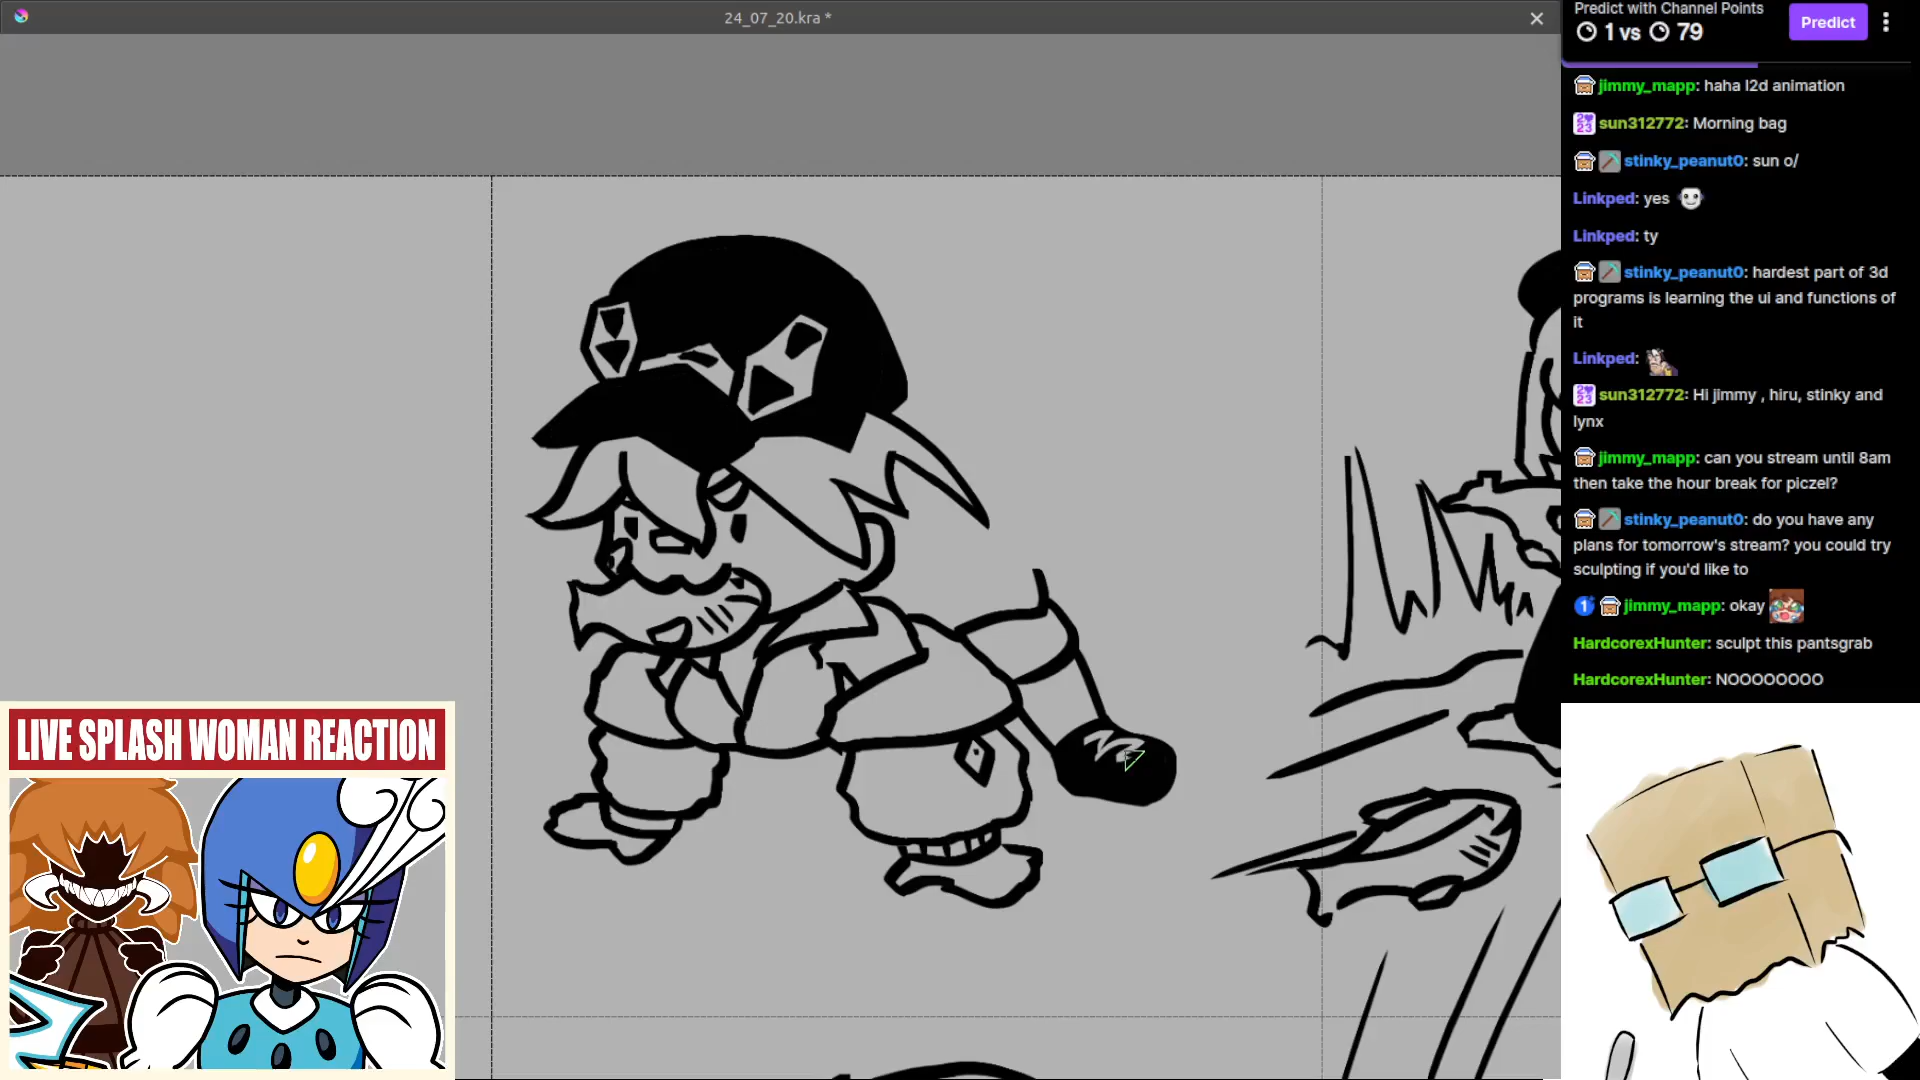 24_07_20.kra *
Predict with Channel Points
1 vs 79
Predict
jimmy_mapp: haha l2d animation
sun312772: Morning bag
stinky_peanut0: sun o/
Linkped: yes
Linkped: ty
stinky_peanut0: hardest part of 3d
programs is learning the ui and functions of
it
Linkped:
sun312772: Hi jimmy , hiru, stinky and
lynx
jimmy_mapp: can you stream until 8am
then take the hour break for piczel?
stinky_peanut0: do you have any
plans for tomorrow's stream? you could try
sculpting if you'd like to
1 jimmy_mapp: okay
HardcorexHunter: sculpt this pantsgrab
HardcorexHunter: NOOOOOOOO
LIVE SPLASH WOMAN REACTION